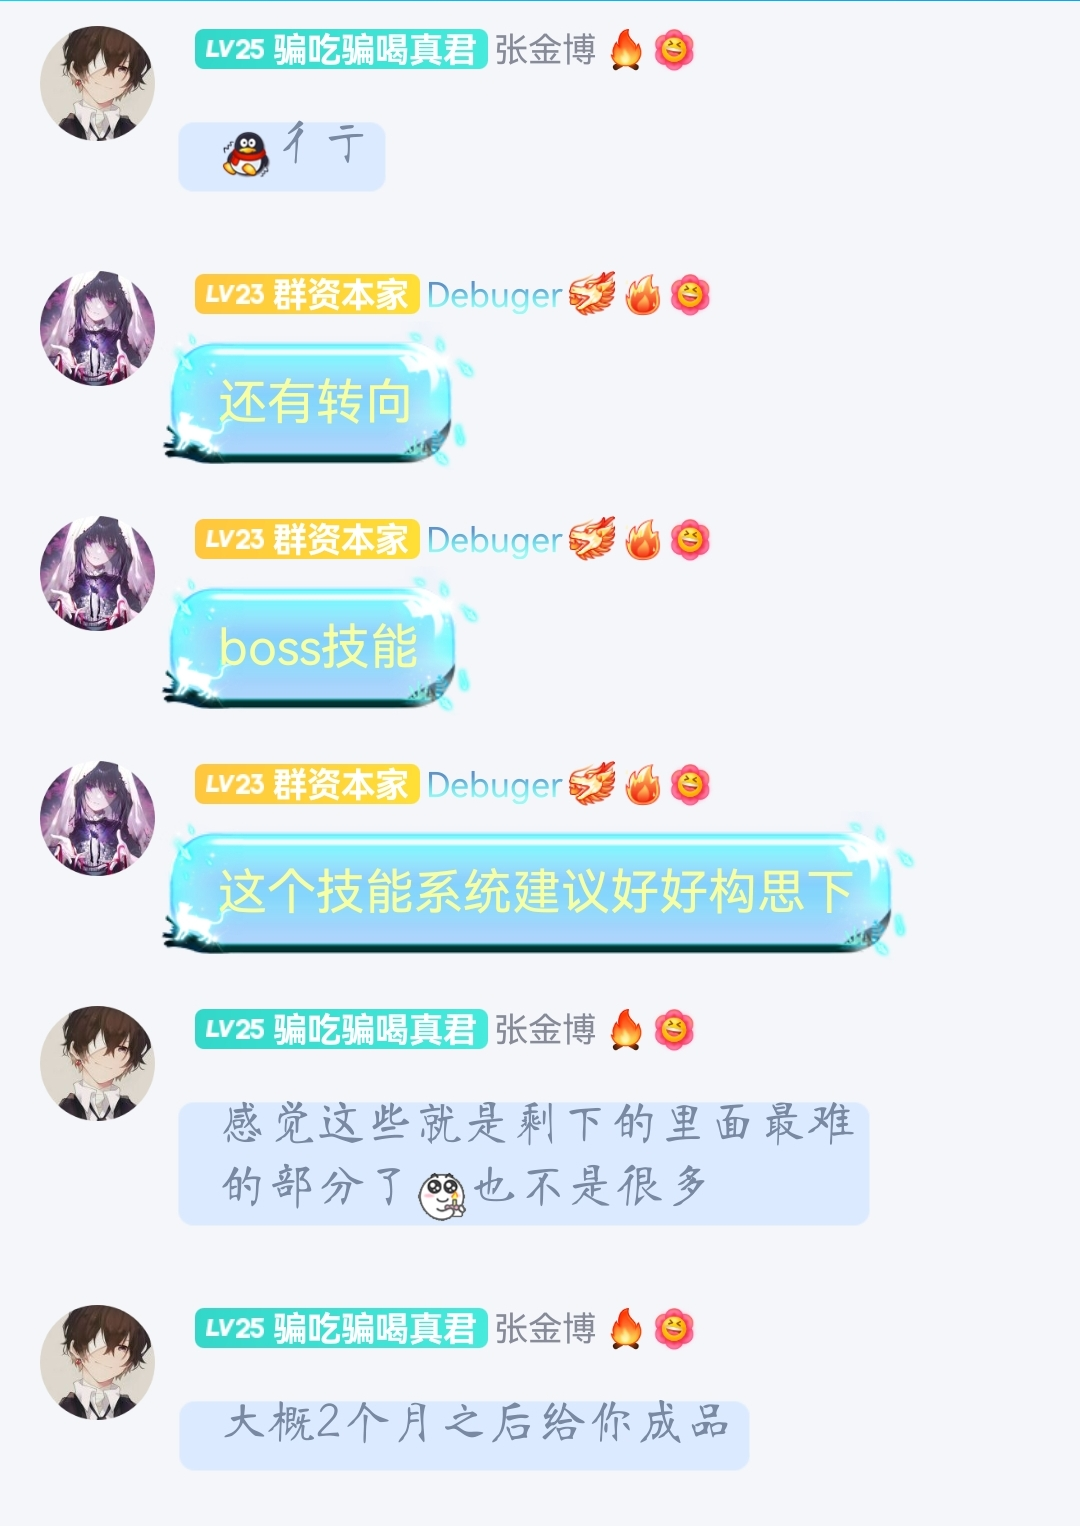 LV25 骗吃骗喝真君 张金博
彳亍
LV23 群资本家 Debuger
还有转向
LV23 群资本家 Debuger
boss技能
LV23 群资本家 Debuger
这个技能系统建议好好构思下
LV25 骗吃骗喝真君 张金博
感觉这些就是剩下的里面最难
的部分了也不是很多
LV25 骗吃骗喝真君 张金博
大概2个月之后给你成品